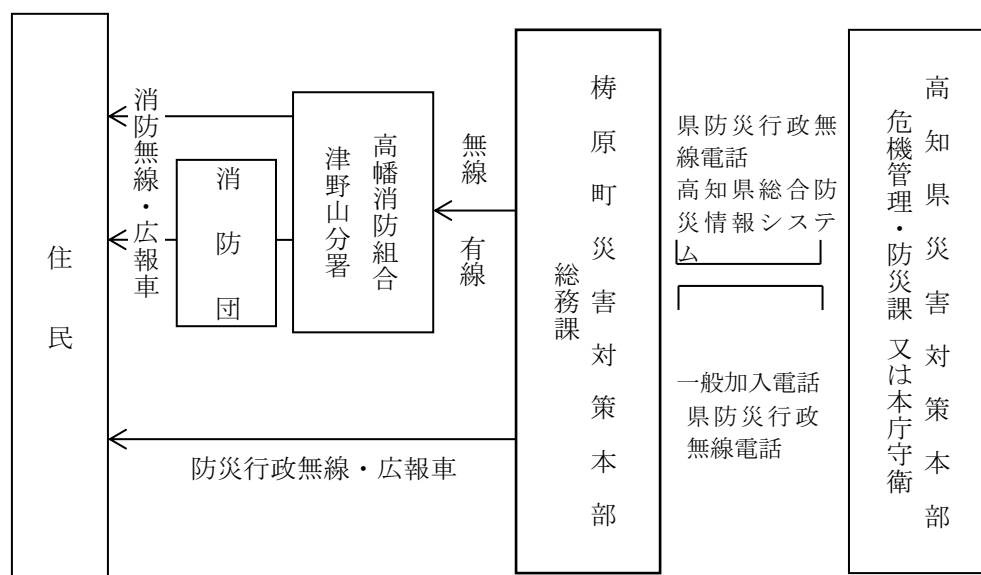 住民
消防無線・広報車
消防団
高幡消防組合
津野山分署
無線
有線
防災行政無線・広報車
梼原町災害対策本部
総務課
県防災行政無
線電話
高知県総合防
災情報システ
ム
一般加入電話
県防災行政
無線電話
高知県災害対策本部
危機管理・防災課 又は本庁守衛